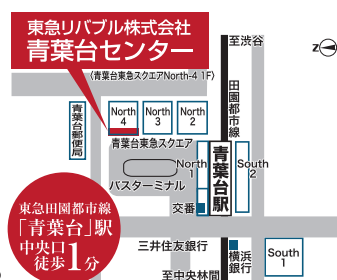 東急リバブル株式会社
青葉台センター
(青葉台東急スクエアNorth-4 1F)
至渋谷
Z
田園都市線
青葉台郵便局
North
4
North
3
North
2
青葉台東急スクエア
バスターミナル
North
1
青葉台駅
South
2
交番
東急田園都市線
「青葉台」駅
中央口
徒歩1分
三井住友銀行
横浜銀行
South
1
至中央林間